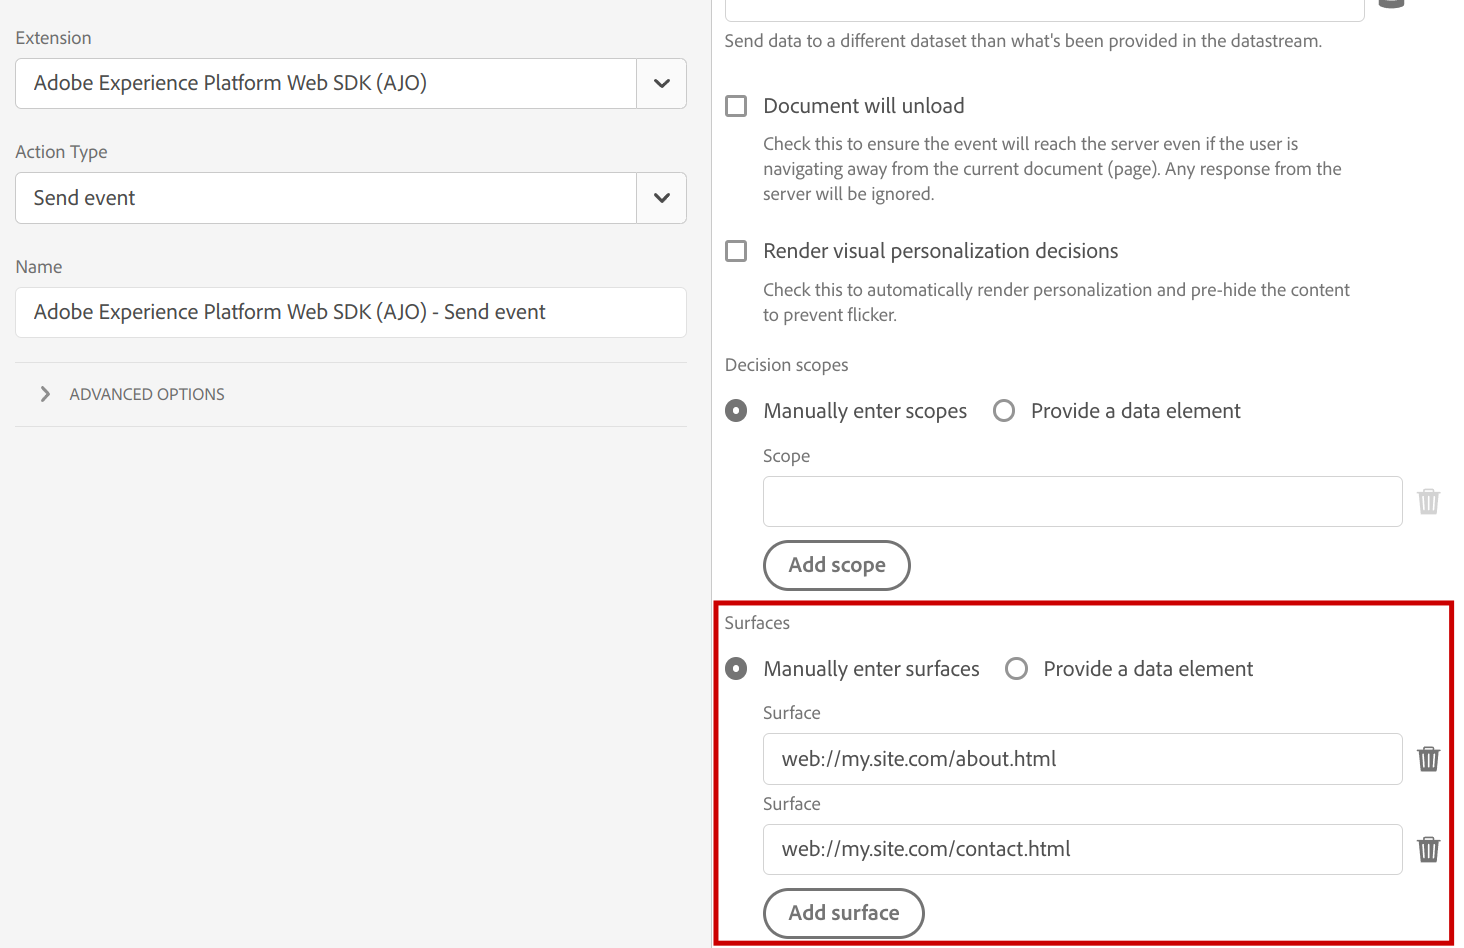 Extension
Adobe Experience Platform Web SDK (AJO)
Action Type
Send event
Name
Adobe Experience Platform Web SDK (AJO) - Send event
ADVANCED OPTIONS
Send data to a different dataset than what's been provided in the datastream.
Document will unload
Check this to ensure the event will reach the server even if the user is
navigating away from the current document (page). Any response from the
server will be ignored.
Render visual personalization decisions
Check this to automatically render personalization and pre-hide the content
to prevent flicker.
Decision scopes
Manually enter scopes Provide a data element
Scope
Add scope
Surfaces
Manually enter surfaces Provide a data element
Surface
web://my.site.com/about.html
Surface
web://my.site.com/contact.html
Add surface